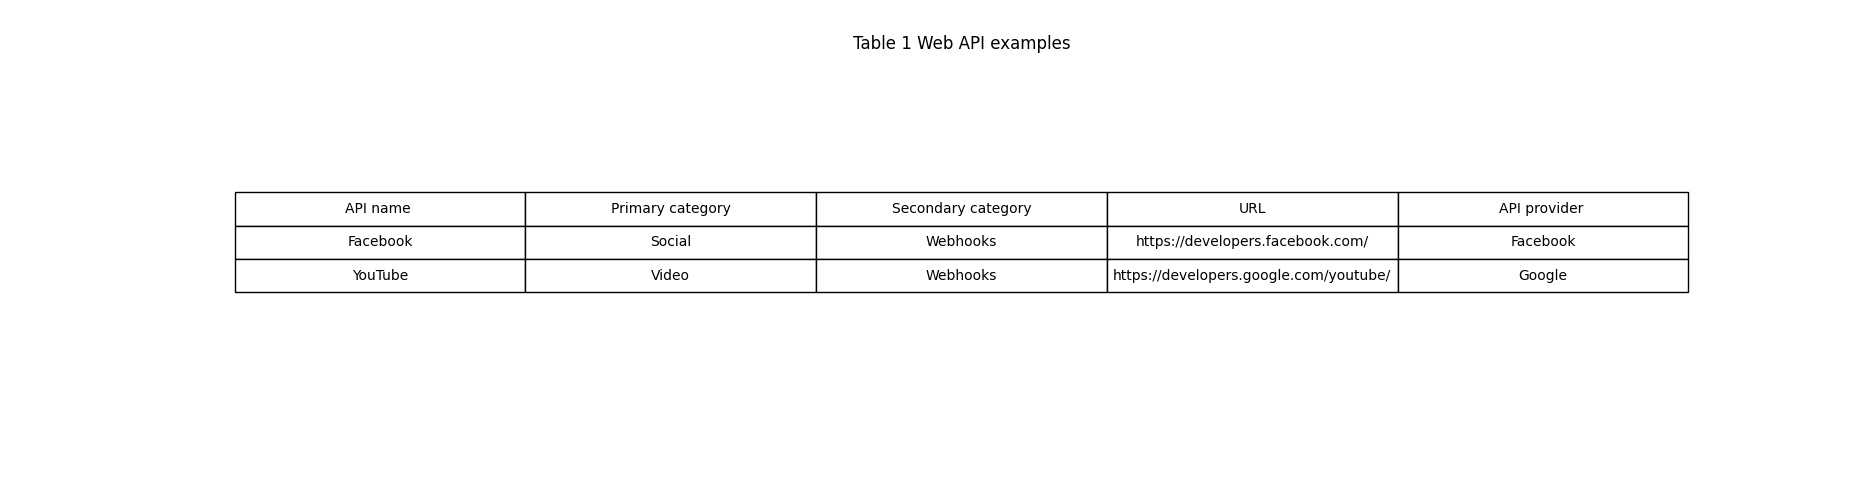 Table 1 Web API examples
API name Primary category Secondary category URL API provider
Facebook Social Webhooks https://developers.facebook.com/ Facebook
YouTube Video Webhooks https://developers.google.com/youtube/ Google